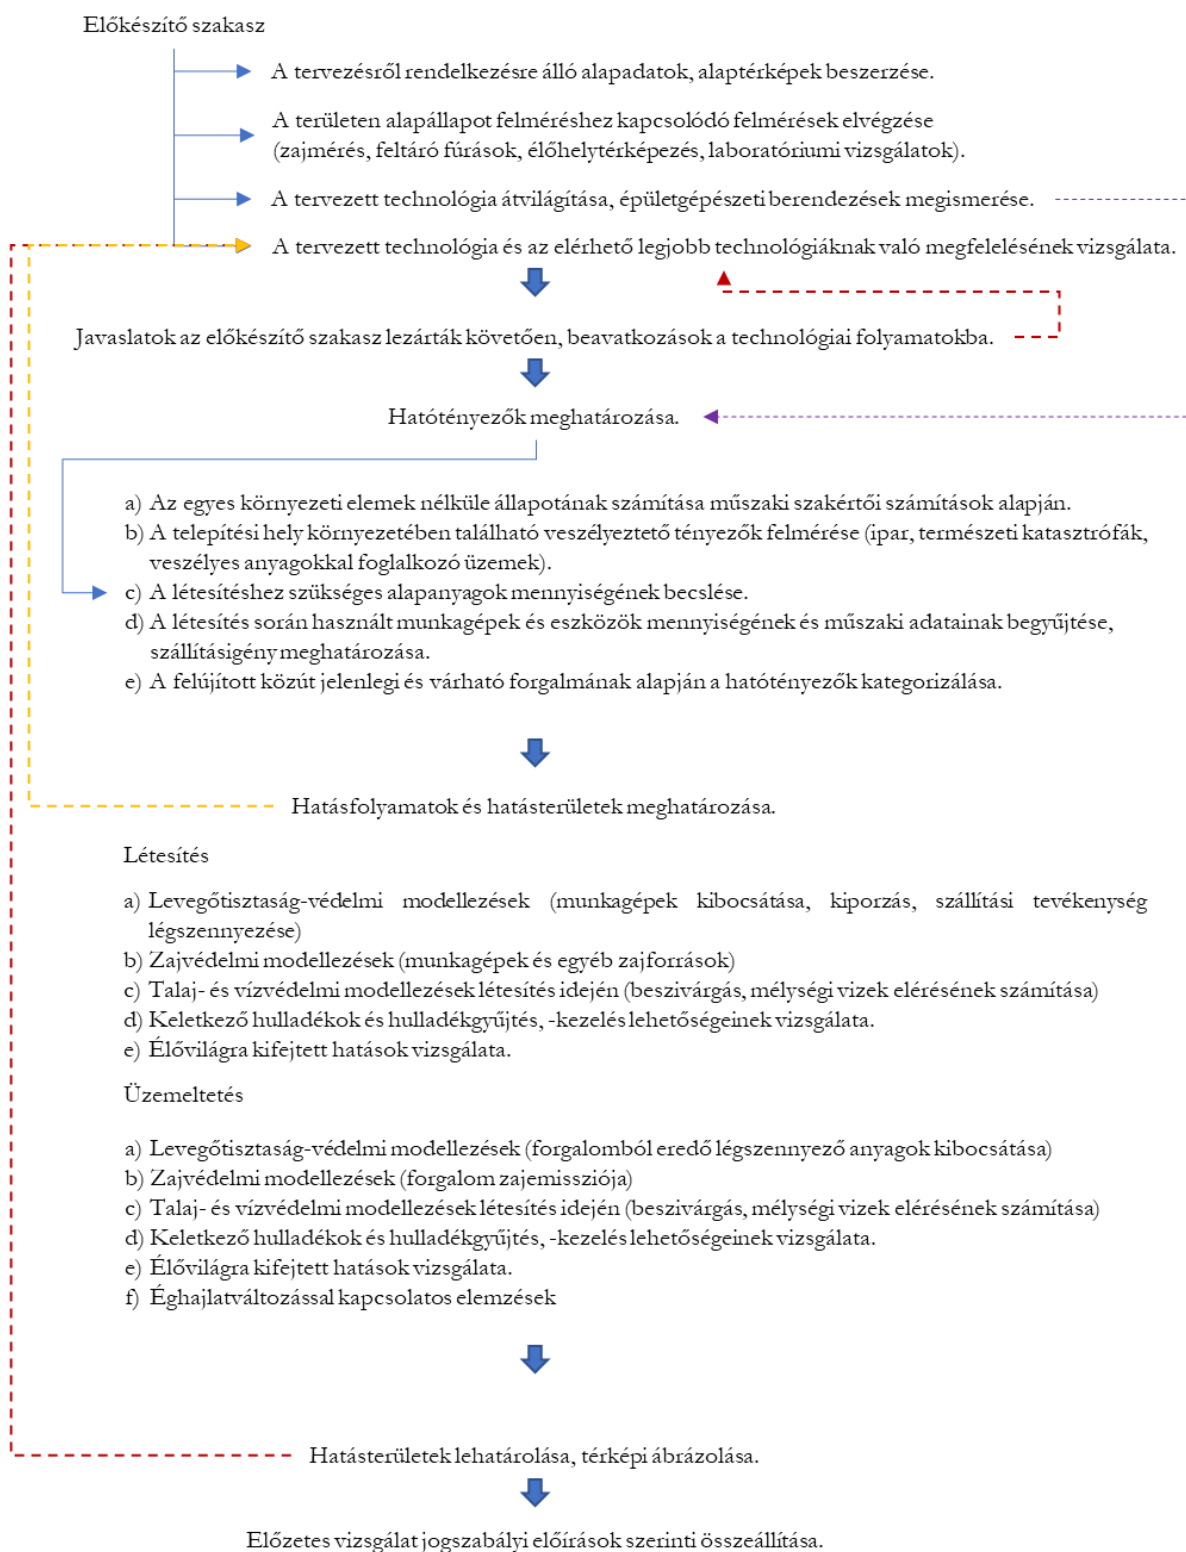 Előkészítő szakasz
A tervezésről rendelkezésre álló alapadatok, alaptérképek beszerzése.
A területen alapállapot felméréshez kapcsolódó felmérések elvégzése
(zajmérés, feltáró fúrások, élőhelytérképezés, laboratóriumi vizsgálatok).
A tervezett technológia átvilágítása, épületgépészeti berendezések megismerése.
A tervezett technológia és az elérhető legjobb technológiáknak való megfelelésének vizsgálata.
Javaslatok az előkészítő szakasz lezárták követően, beavatkozások a technológiai folyamatokba.
Hatótényezők meghatározása.
a) Az egyes környezeti elemek nélküle állapotának számítása műszaki szakértői számítások alapján.
b) A telepítési hely környezetében található veszélyeztető tényezők felmérése (ipar, természeti katasztrófák,
veszélyes anyagokkal foglalkozó üzemek).
c) A létesítéshez szükséges alapanyagok mennyiségének becslése.
d) A létesítés során használt munkagépek és eszközök mennyiségének és műszaki adatainak begyűjtése,
szállításigény meghatározása.
e) A felújított közút jelenlegi és várható forgalmának alapján a hatótényezők kategorizálása.
Hatásfolyamatok és hatásterületek meghatározása.
Létesítés
a) Levegőtisztaság-védelmi modellezések (munkagépek kibocsátása, kiporzás, szállítási tevékenység
légszennyezése)
b) Zajvédelmi modellezések (munkagépek és egyéb zajforrások)
c) Talaj- és vízvédelmi modellezések létesítés idején (beszivárgás, mélységi vizek elérésének számítása)
d) Keletkező hulladékok és hulladékgyűjtés, -kezelés lehetőségeinek vizsgálata.
e) Élővilágra kifejtett hatások vizsgálata.
Üzemeltetés
a) Levegőtisztaság-védelmi modellezések (forgalomból eredő légszennyező anyagok kibocsátása)
b) Zajvédelmi modellezések (forgalom zajemissziója)
c) Talaj- és vízvédelmi modellezések létesítés idején (beszivárgás, mélységi vizek elérésének számítása)
d) Keletkező hulladékok és hulladékgyűjtés, -kezelés lehetőségeinek vizsgálata.
e) Élővilágra kifejtett hatások vizsgálata.
f) Éghajlatváltozással kapcsolatos elemzések
Hatásterületek lehatárolása, térképi ábrázolása.
Előzetes vizsgálat jogszabályi előírások szerinti összeállítása.